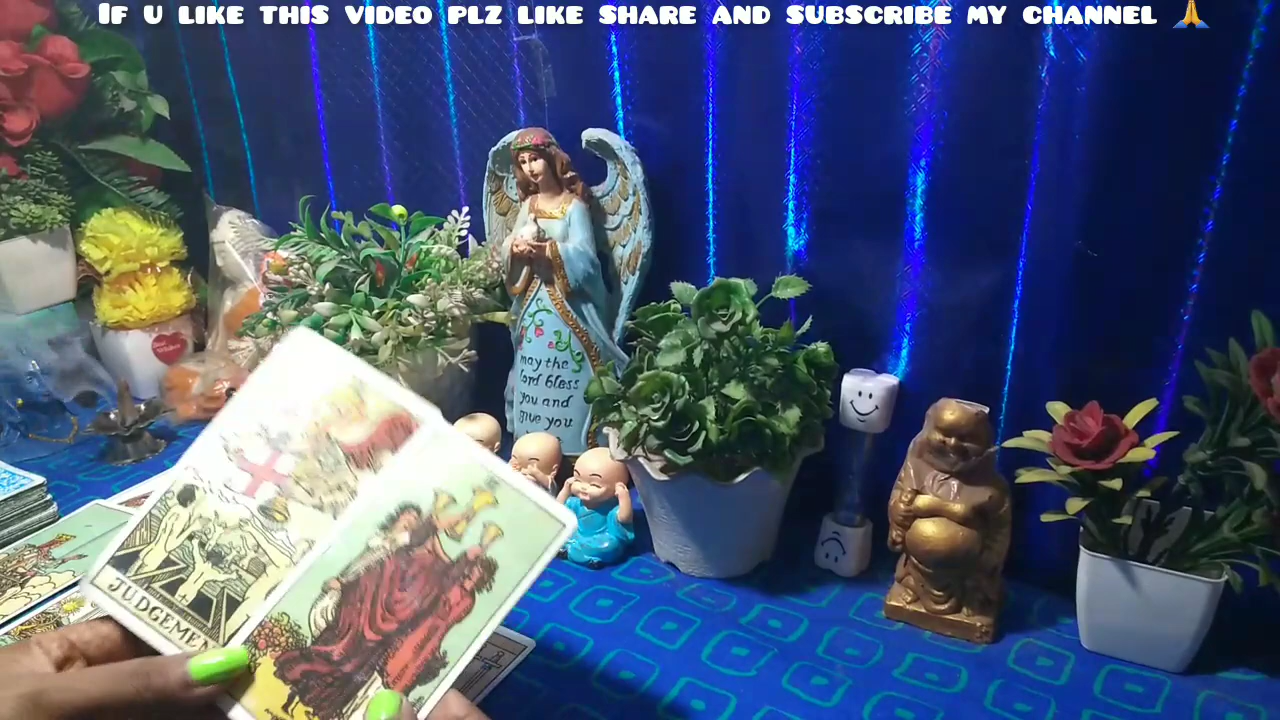 If u like this video plz like share and subscribe my channel 🙏
may the
lord bless
you and
give you